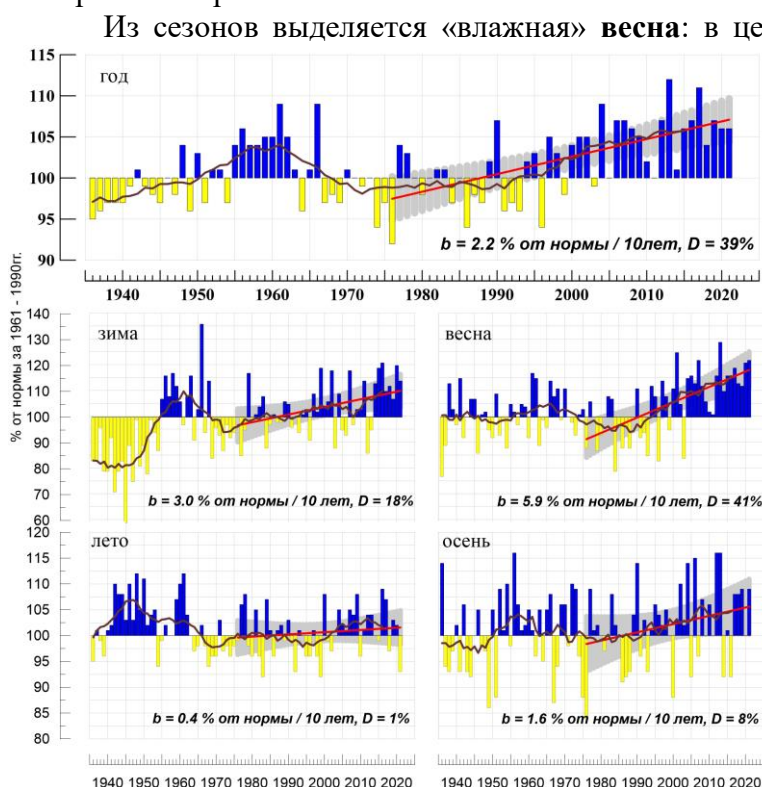 Из сезонов выделяется «влажная» весна: в це
год
115
110
105
100
95
90
b = 2.2 % от нормы / 10лет, D = 39%
1940 1950 1960 1970 1980 1990 2000 2010 2020
% от нормы за 1961 - 1990гг.
140
130
120
110
100
90
80
70
60
зима
b = 3.0 % от нормы / 10 лет, D = 18%
весна
b = 5.9 % от нормы / 10 лет, D = 41%
120
115
110
105
100
95
90
85
80
лето
b = 0.4 % от нормы / 10 лет, D = 1%
осень
b = 1.6 % от нормы / 10 лет, D = 8%
1940 1950 1960 1970 1980 1990 2000 2010 2020
1940 1950 1960 1970 1980 1990 2000 2010 2020